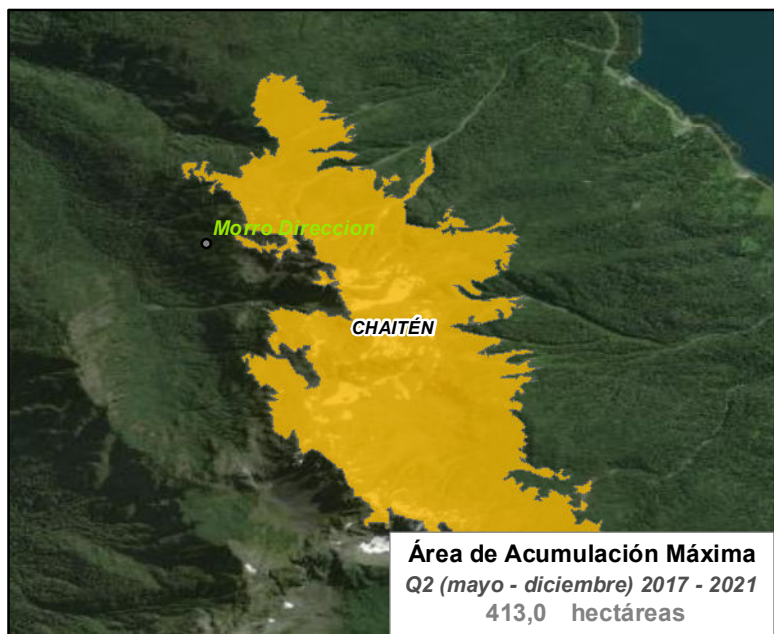 Morro Direccion
CHAITÉN
Área de Acumulación Máxima
Q2 (mayo - diciembre) 2017 - 2021
413,0 hectáreas